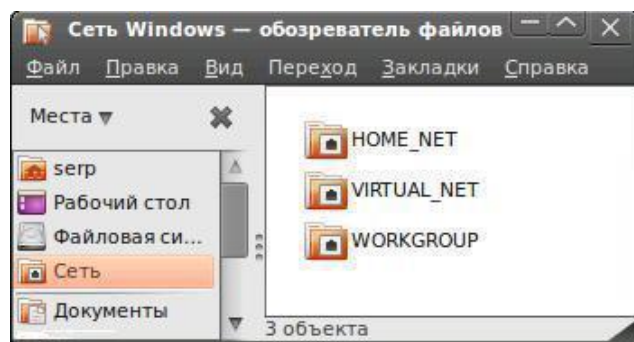 Сеть Windows — обозреватель файлов
Файл Правка Вид Переход Закладки Справка
Места
serp
Рабочий стол
Файловая си...
Сеть
Документы
HOME_NET
VIRTUAL_NET
WORKGROUP
3 объекта